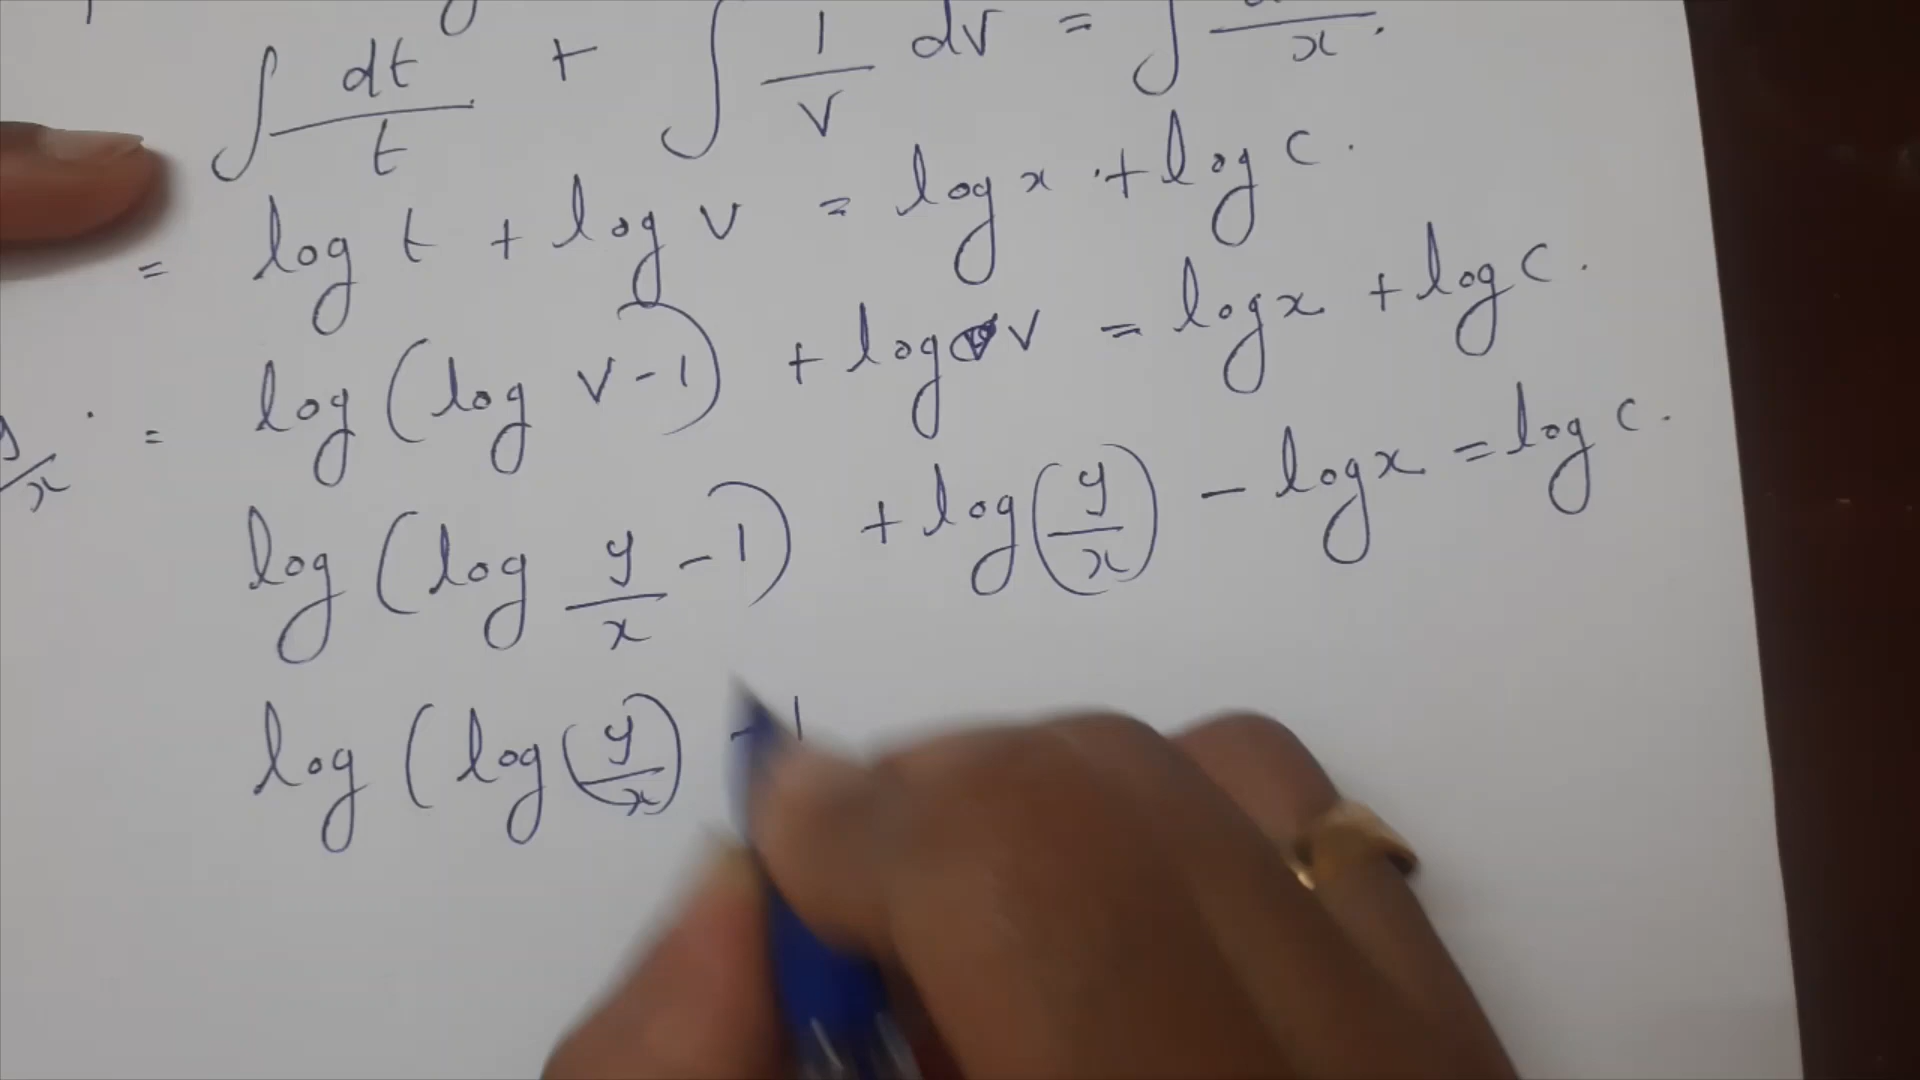 ∫ dt/t + ∫ 1/v dv = ∫ /x.
= log t + log v = log x + log c.
= log (log v - 1) + log v = log x + log c.
/x
log (log y/x - 1) + log (y/x) - log x = log c.
log (log (y/x) - 1